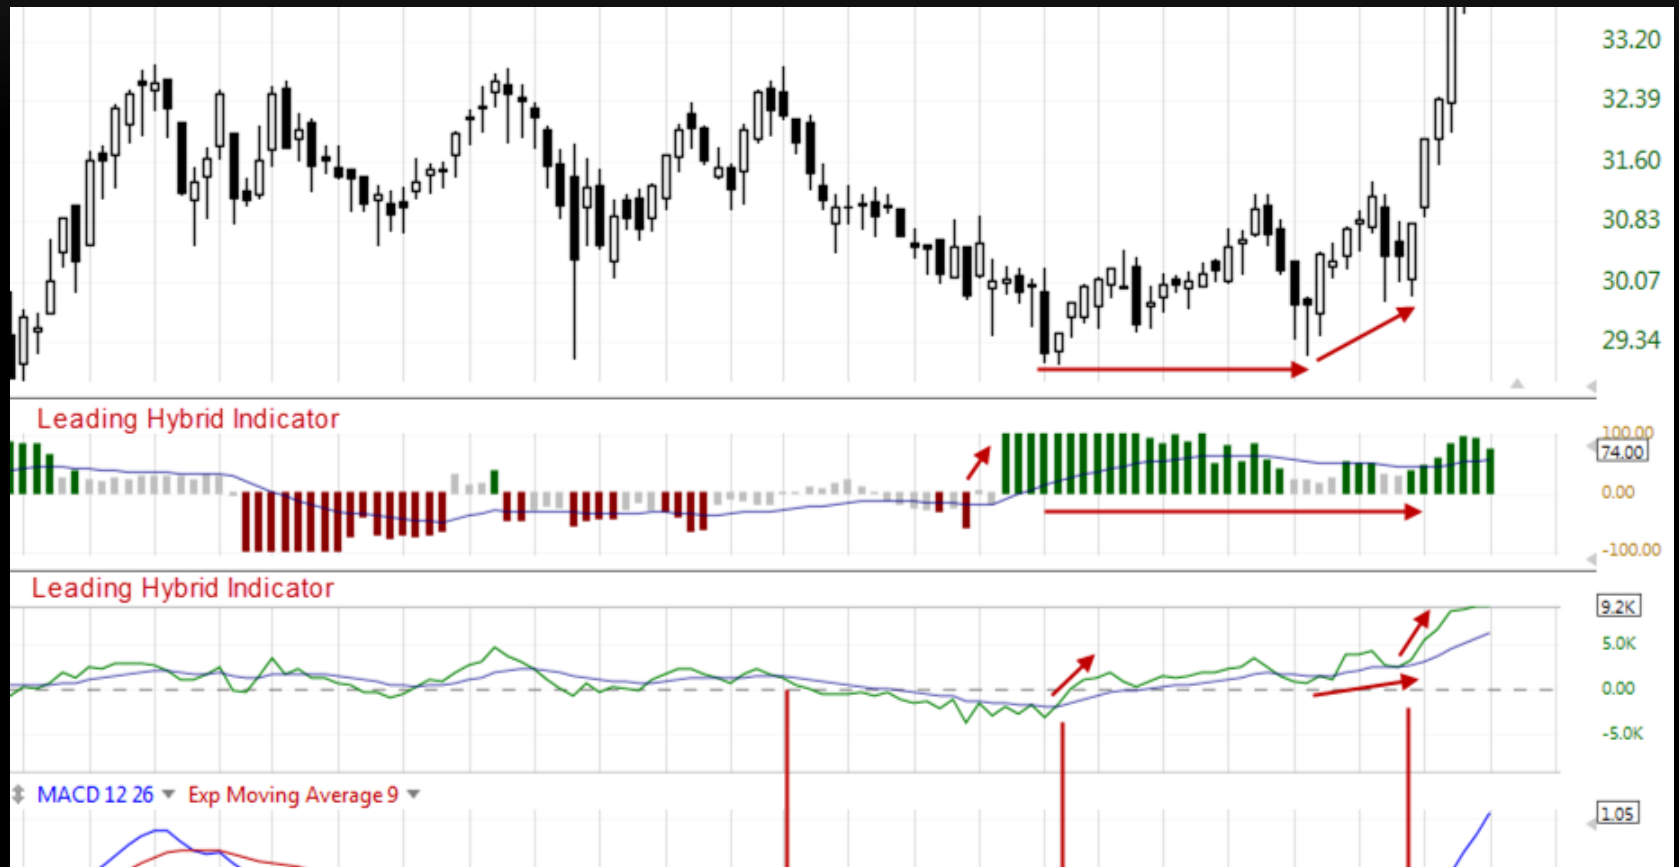 33.20
32.39
31.60
30.83
30.07
29.34
Leading Hybrid Indicator
100.00
74.00
0.00
-100.00
Leading Hybrid Indicator
9.2K
5.0K
0.00
-5.0K
MACD 12 26 Exp Moving Average 9
1.05